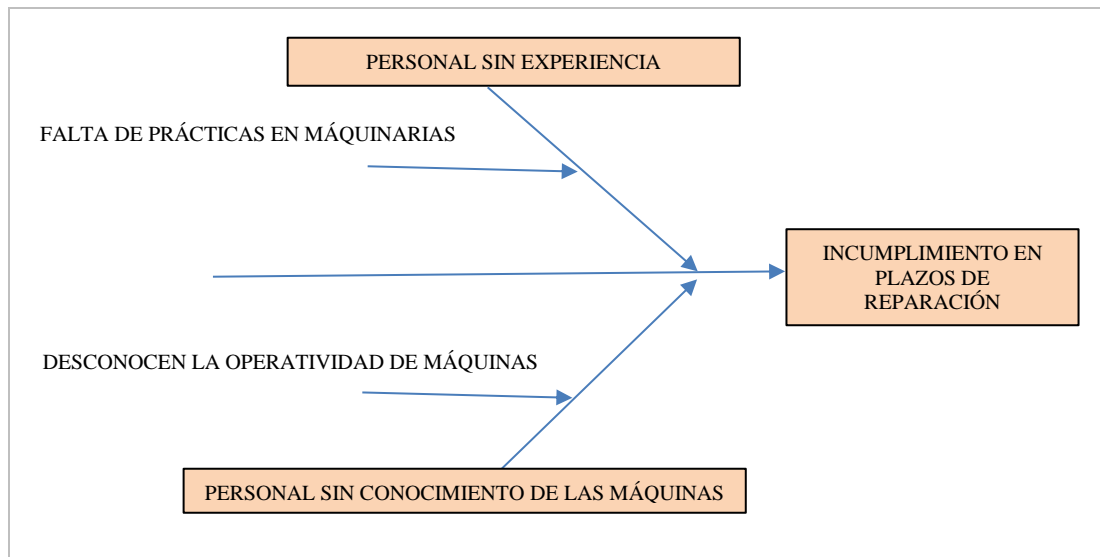 PERSONAL SIN EXPERIENCIA
FALTA DE PRÁCTICAS EN MÁQUINARIAS
INCUMPLIMIENTO EN
PLAZOS DE
REPARACIÓN
DESCONOCEN LA OPERATIVIDAD DE MÁQUINAS
PERSONAL SIN CONOCIMIENTO DE LAS MÁQUINAS